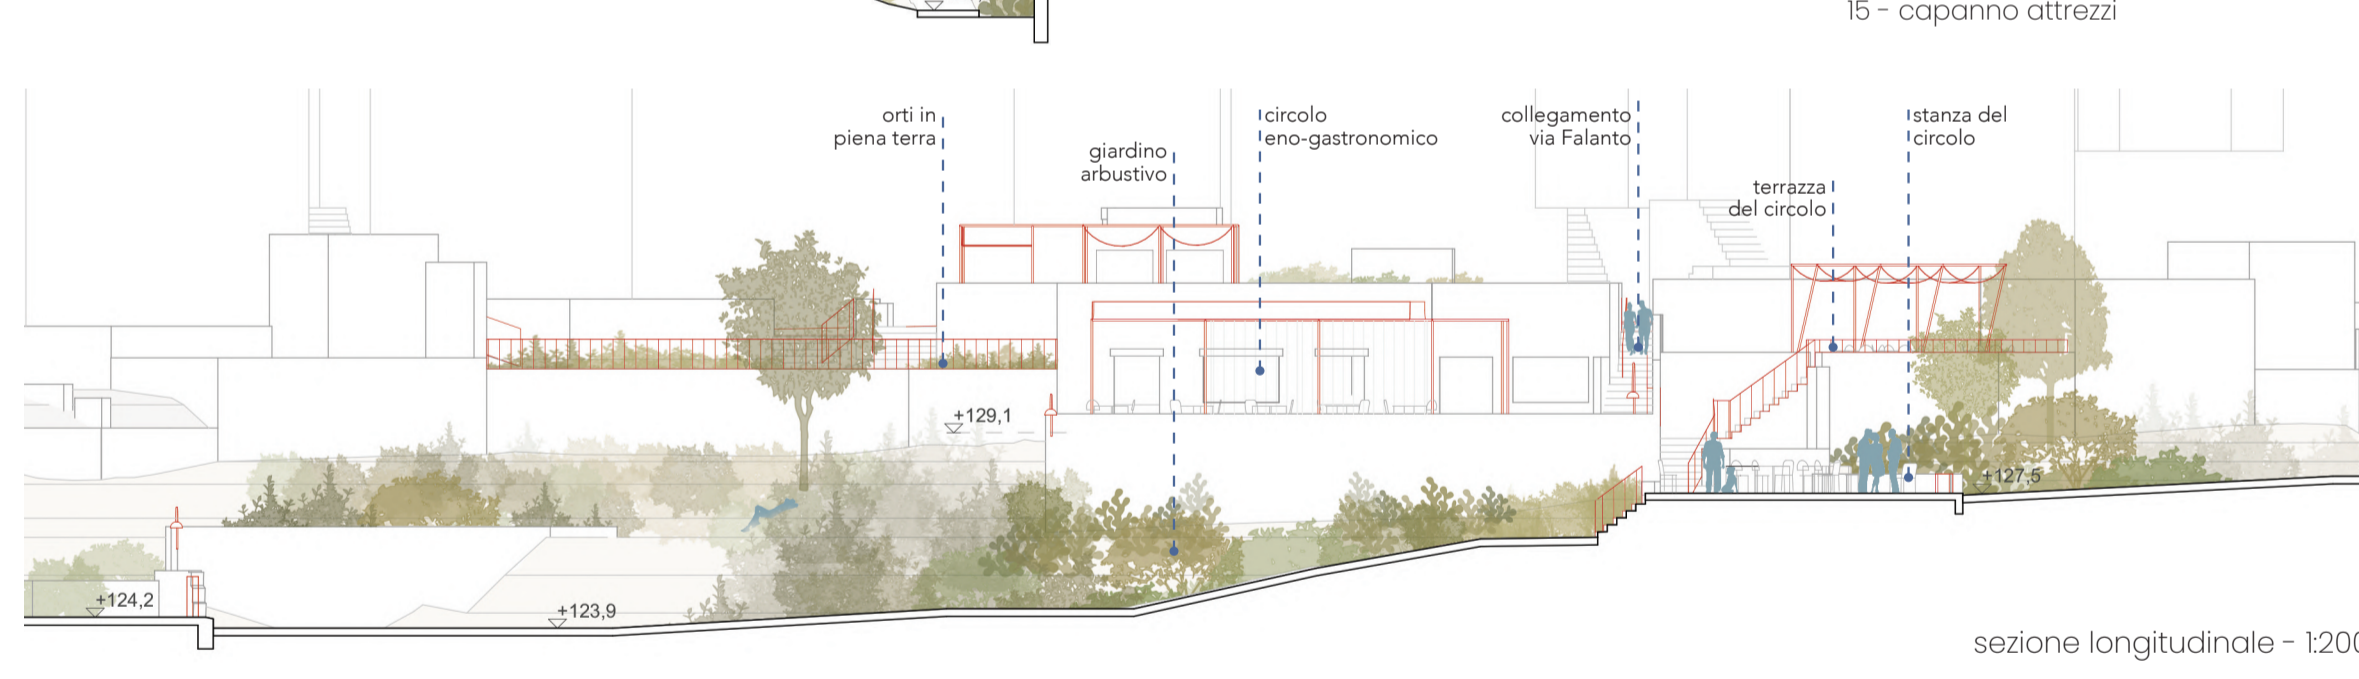 15 - capanno attrezzi
orti in
piena terra
giardino
arbustivo
circolo
eno-gastronomico
collegamento
via Falanto
terrazza
del circolo
stanza del
circolo
+129,1
+127,5
+124,2
+123,9
sezione longitudinale - 1:200